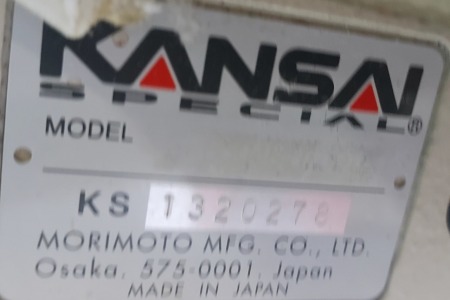 KANSAI
SPECIAL®
MODEL
KS 1320278
MORIMOTO MFG. CO., LTD.
Osaka, 575-0001, Japan
MADE IN JAPAN